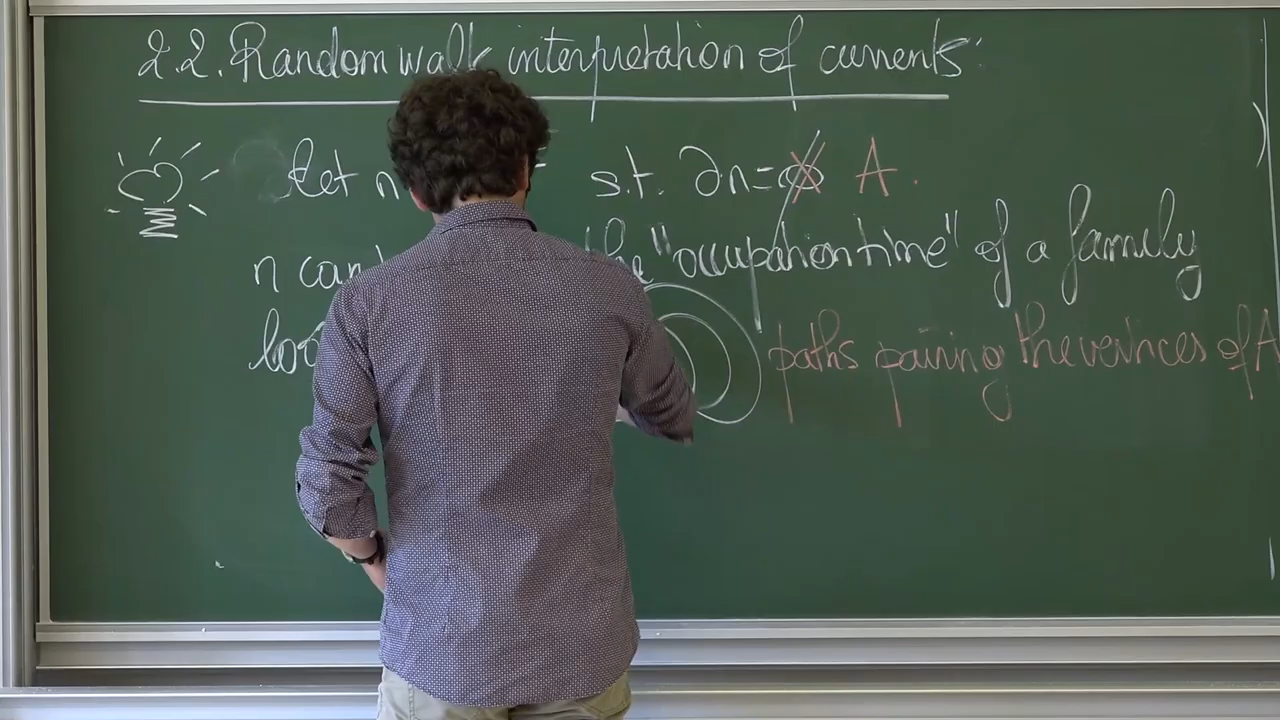 2.2. Random walk interpretation of currents:
let n s.t. ∂n=∅ A.
n can the "occupation time" of a family
loo paths pairing the vertices of A